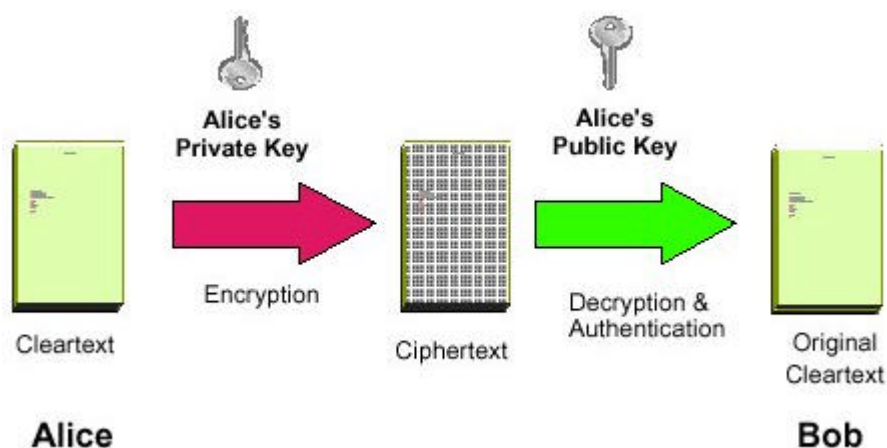 Alice's
Private Key
Alice's
Public Key
Encryption
Decryption &
Authentication
Cleartext
Ciphertext
Original
Cleartext
Alice
Bob